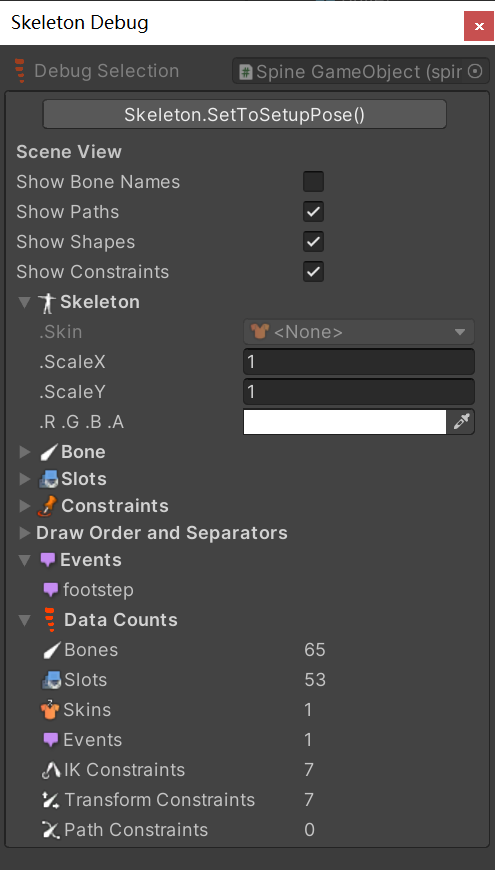 Skeleton Debug
Debug Selection Spine GameObject (spir
Skeleton.SetToSetupPose()
Scene View
Show Bone Names
Show Paths
Show Shapes
Show Constraints
Skeleton
.Skin <None>
.ScaleX 1
.ScaleY 1
.R .G .B .A
Bone
Slots
Constraints
Draw Order and Separators
Events
footstep
Data Counts
Bones 65
Slots 53
Skins 1
Events 1
IK Constraints 7
Transform Constraints 7
Path Constraints 0